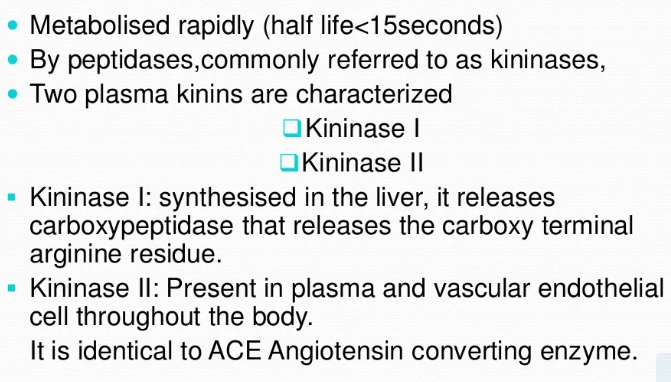 Metabolised rapidly (half life<15seconds)
By peptidases,commonly referred to as kininases,
Two plasma kinins are characterized
Kininase I
Kininase II
Kininase I: synthesised in the liver, it releases
carboxypeptidase that releases the carboxy terminal
arginine residue.
Kininase II: Present in plasma and vascular endothelial
cell throughout the body.
It is identical to ACE Angiotensin converting enzyme.